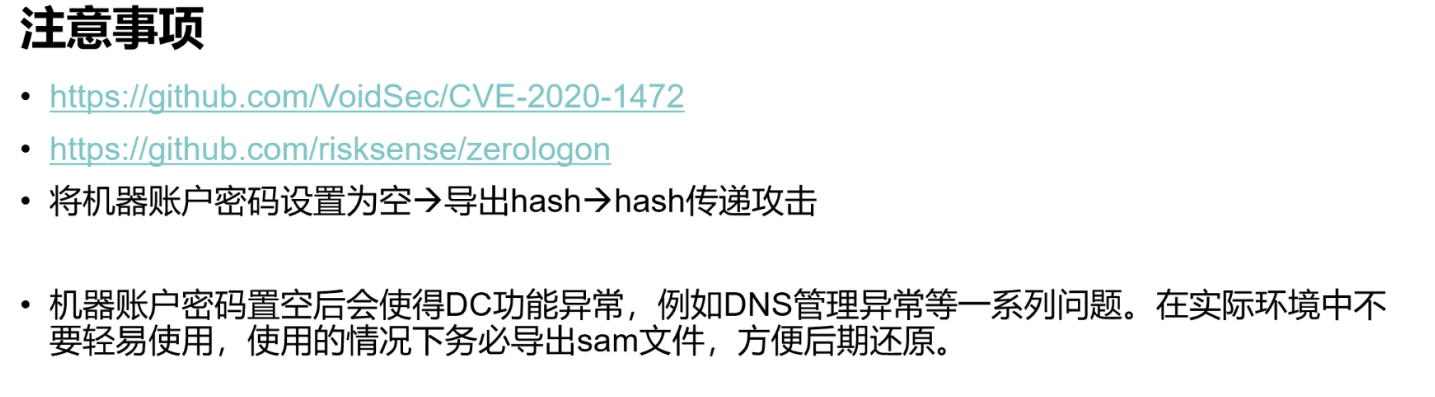 注意事项
• https://github.com/VoidSec/CVE-2020-1472
• https://github.com/risksense/zerologon
• 将机器账户密码设置为空→导出hash→hash传递攻击
• 机器账户密码置空后会使得DC功能异常，例如DNS管理异常等一系列问题。在实际环境中不
要轻易使用，使用的情况下务必导出sam文件，方便后期还原。